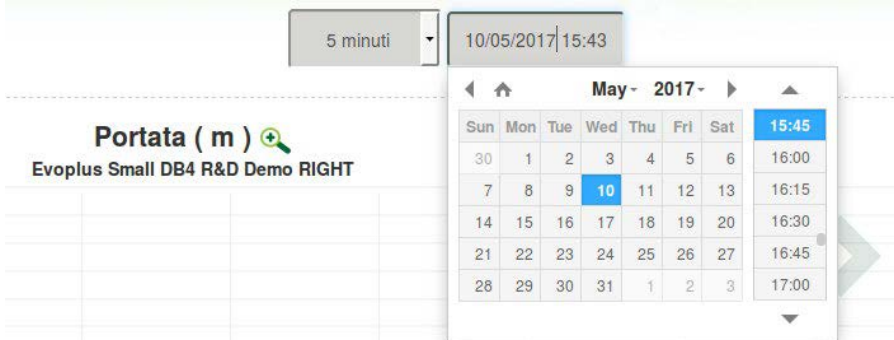 5 minuti
10/05/2017 15:43
May 2017
Sun Mon Tue Wed Thu Fri Sat
30 1 2 3 4 5 6
7 8 9 10 11 12 13
14 15 16 17 18 19 20
21 22 23 24 25 26 27
28 29 30 31 1 2 3
15:45
16:00
16:15
16:30
16:45
17:00
Portata ( m )
Evoplus Small DB4 R&D Demo RIGHT